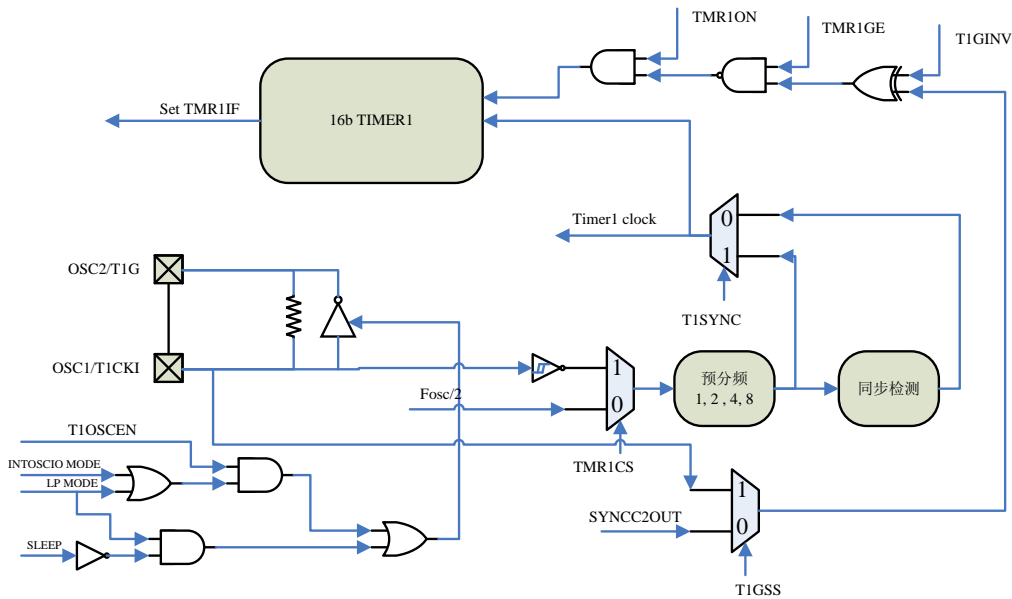 TMR1ON
TMR1GE
T1GINV
Set TMR1IF
16b TIMER1
Timer1 clock
0
1
T1SYNC
OSC2/T1G
OSC1/T1CKI
Fosc/2
1
0
TMR1CS
预分频
1, 2 , 4, 8
同步检测
T1OSCEN
INTOSCIO MODE
LP MODE
SLEEP
SYNCC2OUT
1
0
T1GSS